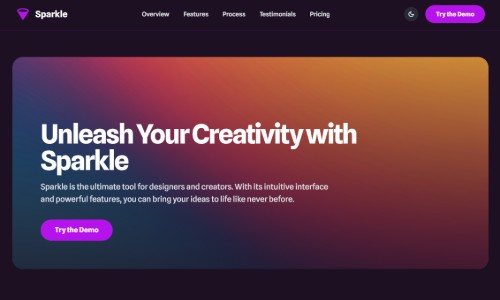 Sparkle
Overview Features Process Testimonials Pricing
Try the Demo
Unleash Your Creativity with
Sparkle
Sparkle is the ultimate tool for designers and creators. With its intuitive interface
and powerful features, you can bring your ideas to life like never before.
Try the Demo